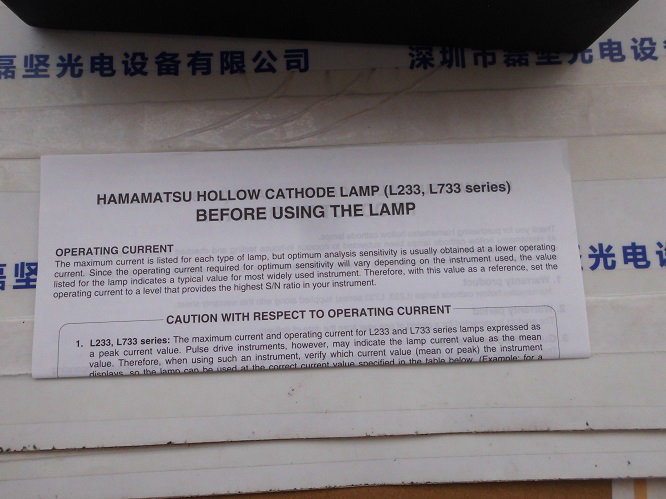 磊坚光电设备有限公司 深圳市磊坚光电设
HAMAMATSU HOLLOW CATHODE LAMP (L233, L733 series)
BEFORE USING THE LAMP
OPERATING CURRENT
The maximum current is listed for each type of lamp, but optimum analysis sensitivity is usually obtained at a lower operating
current. Since the operating current required for optimum sensitivity will vary depending on the instrument used, the value
listed for the lamp indicates a typical value for most widely used instrument. Therefore, with this value as a reference, set the
operating current to a level that provides the highest S/N ratio in your instrument.
磊坚
光电设
CAUTION WITH RESPECT TO OPERATING CURRENT
1. L233, L733 series: The maximum current and operating current for L233 and L733 series lamps expressed as
a peak current value. Pulse drive instruments, however, may indicate the lamp current as the mean
value. Therefore, when using such an instrument, verify which current value (mean or peak) the instrument
displays, so the lamp can be used at the correct current value specified in the table below. (Example: for a